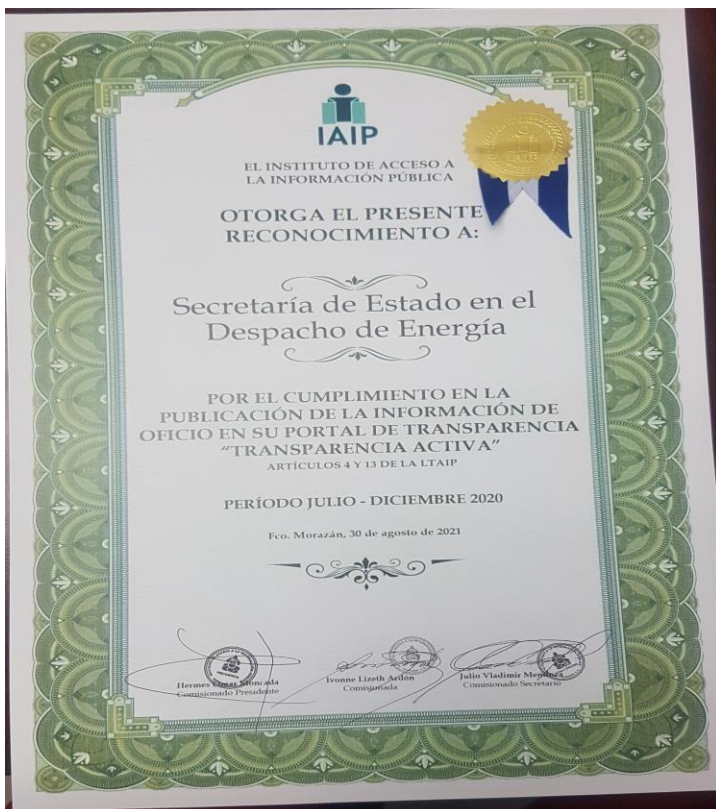 IAIP
EL INSTITUTO DE ACCESO A
LA INFORMACIÓN PÚBLICA
OTORGA EL PRESENTE
RECONOCIMIENTO A:
Secretaría de Estado en el
Despacho de Energía
POR EL CUMPLIMIENTO EN LA
PUBLICACIÓN DE LA INFORMACIÓN DE
OFICIO EN SU PORTAL DE TRANSPARENCIA
“TRANSPARENCIA ACTIVA”
ARTÍCULOS 4 Y 13 DE LA LTAIP
PERÍODO JULIO - DICIEMBRE 2020
Fco. Morazán, 30 de agosto de 2021
Hermes Omar Moncada
Comisionado Presidente
Ivonne Lizeth Ardón
Comisionada
Julio Vladimir Mendoza
Comisionado Secretario